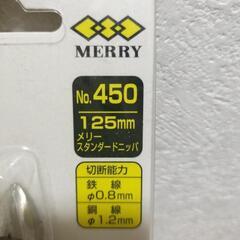 MERRY
No.450
125mm
メリー
スタンダードニッパ
切断能力
鉄 線
φ0.8mm
銅 線
φ1.2mm